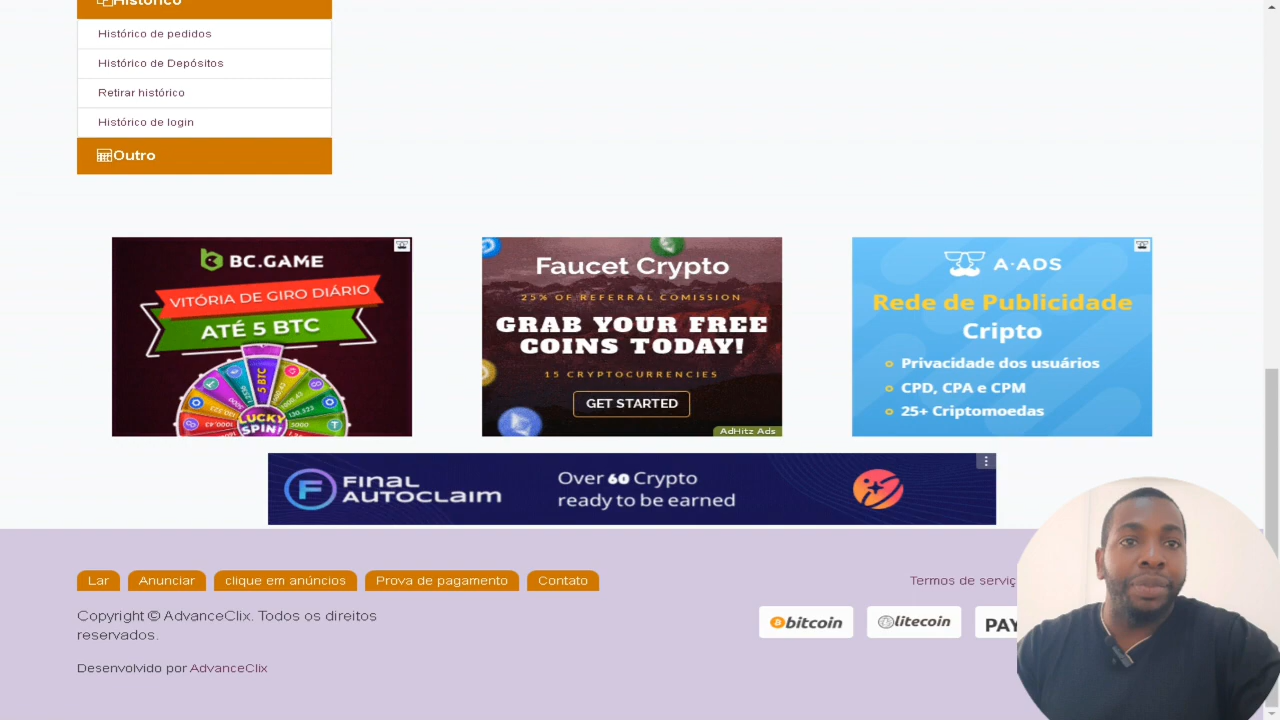 Histórico
Histórico de pedidos
Histórico de Depósitos
Retirar histórico
Histórico de login
Outro
BC.GAME
VITÓRIA DE GIRO DIÁRIO
ATÉ 5 BTC
5 BTC
LUCKY
SPIN!
Faucet Crypto
25% OF REFERRAL COMISSION
GRAB YOUR FREE
COINS TODAY!
15 CRYPTOCURRENCIES
GET STARTED
AdHitz Ads
A-ADS
Rede de Publicidade
Cripto
Privacidade dos usuários
CPD, CPA e CPM
25+ Criptomoedas
FINAL
AUTOCLAIM
Over 60 Crypto
ready to be earned
Lar
Anunciar
clique em anúncios
Prova de pagamento
Contato
Termos de serviç
Copyright © AdvanceClix. Todos os direitos
reservados.
bitcoin
litecoin
PAY
Desenvolvido por AdvanceClix